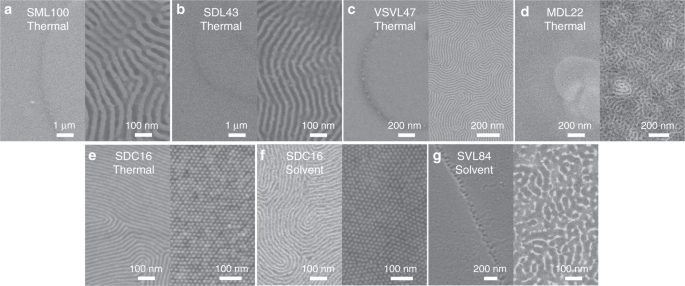 a SML100
Thermal
1 µm
100 nm
b SDL43
Thermal
1 µm
100 nm
c VSVL47
Thermal
200 nm
200 nm
d MDL22
Thermal
200 nm
200 nm
e SDC16
Thermal
100 nm
100 nm
f SDC16
Solvent
100 nm
100 nm
g SVL84
Solvent
200 nm
100 nm